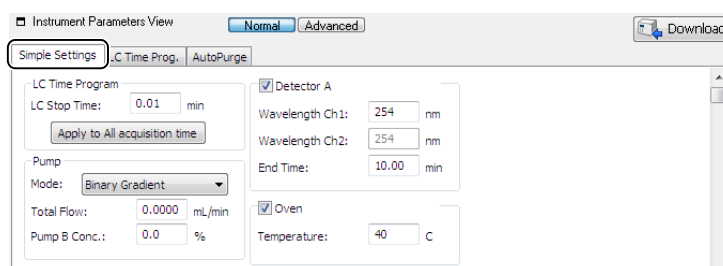 Instrument Parameters View Normal Advanced Download
Simple Settings LC Time Prog. AutoPurge
LC Time Program
LC Stop Time: 0.01 min
Apply to All acquisition time
Pump
Mode: Binary Gradient
Total Flow: 0.0000 mL/min
Pump B Conc.: 0.0 %
Detector A
Wavelength Ch1: 254 nm
Wavelength Ch2: 254 nm
End Time: 10.00 min
Oven
Temperature: 40 C